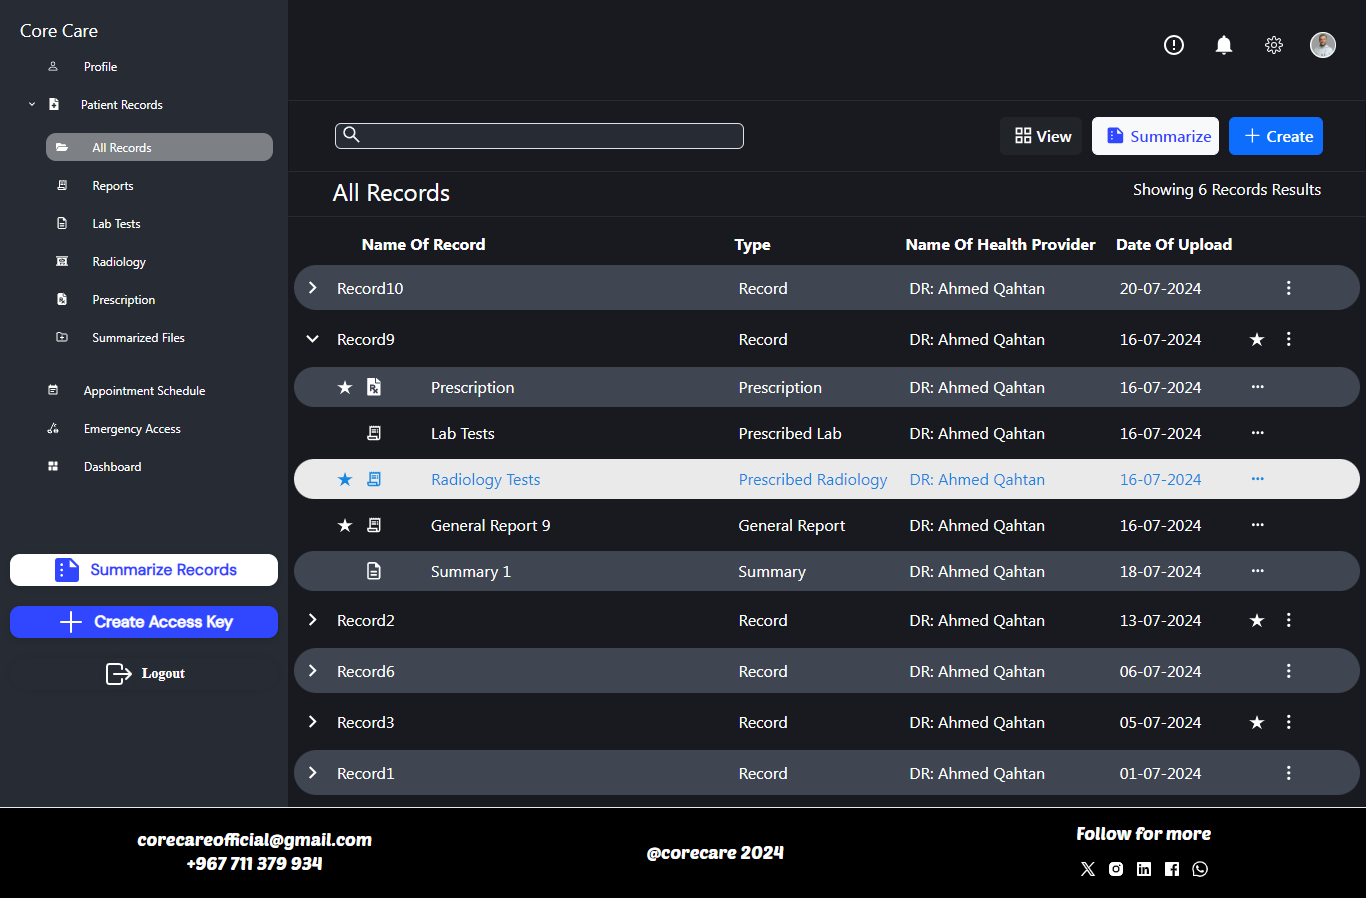 Core Care
Profile
Patient Records
All Records
Reports
Lab Tests
Radiology
Prescription
Summarized Files
Appointment Schedule
Emergency Access
Dashboard
Summarize Records
Create Access Key
Logout
View Summarize Create
All Records
Showing 6 Records Results
Name Of Record Type Name Of Health Provider Date Of Upload
Record10 Record DR: Ahmed Qahtan 20-07-2024
Record9 Record DR: Ahmed Qahtan 16-07-2024
Prescription Prescription DR: Ahmed Qahtan 16-07-2024
Lab Tests Prescribed Lab DR: Ahmed Qahtan 16-07-2024
Radiology Tests Prescribed Radiology DR: Ahmed Qahtan 16-07-2024
General Report 9 General Report DR: Ahmed Qahtan 16-07-2024
Summary 1 Summary DR: Ahmed Qahtan 18-07-2024
Record2 Record DR: Ahmed Qahtan 13-07-2024
Record6 Record DR: Ahmed Qahtan 06-07-2024
Record3 Record DR: Ahmed Qahtan 05-07-2024
Record1 Record DR: Ahmed Qahtan 01-07-2024
corecareofficial@gmail.com
+967 711 379 934
@corecare 2024
Follow for more